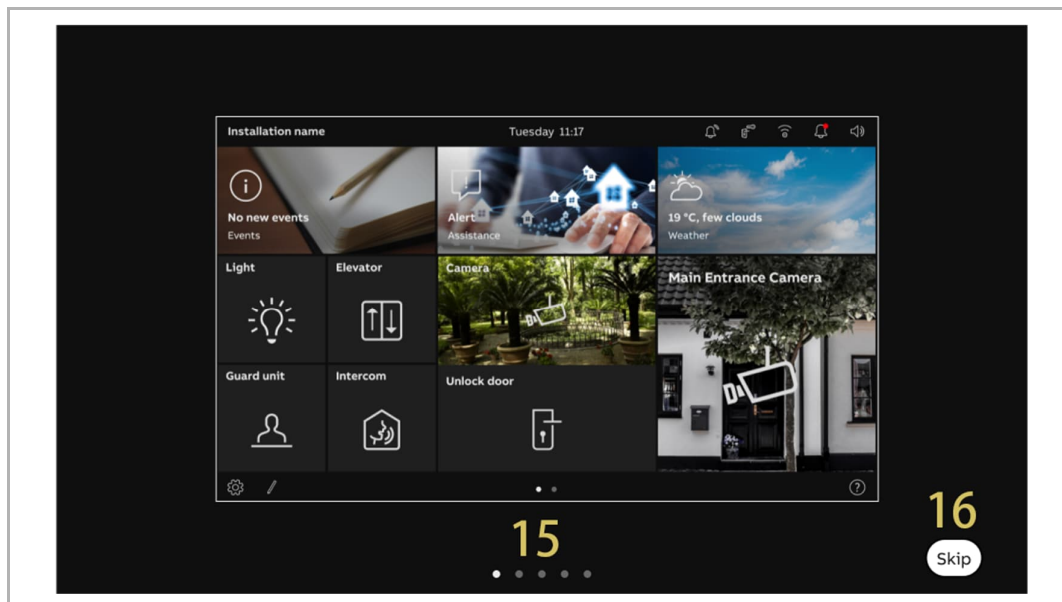 Installation name
Tuesday 11:17
No new events
Events
Alert
Assistance
19 °C, few clouds
Weather
Light
Elevator
Camera
Main Entrance Camera
Guard unit
Intercom
Unlock door
15
16
Skip